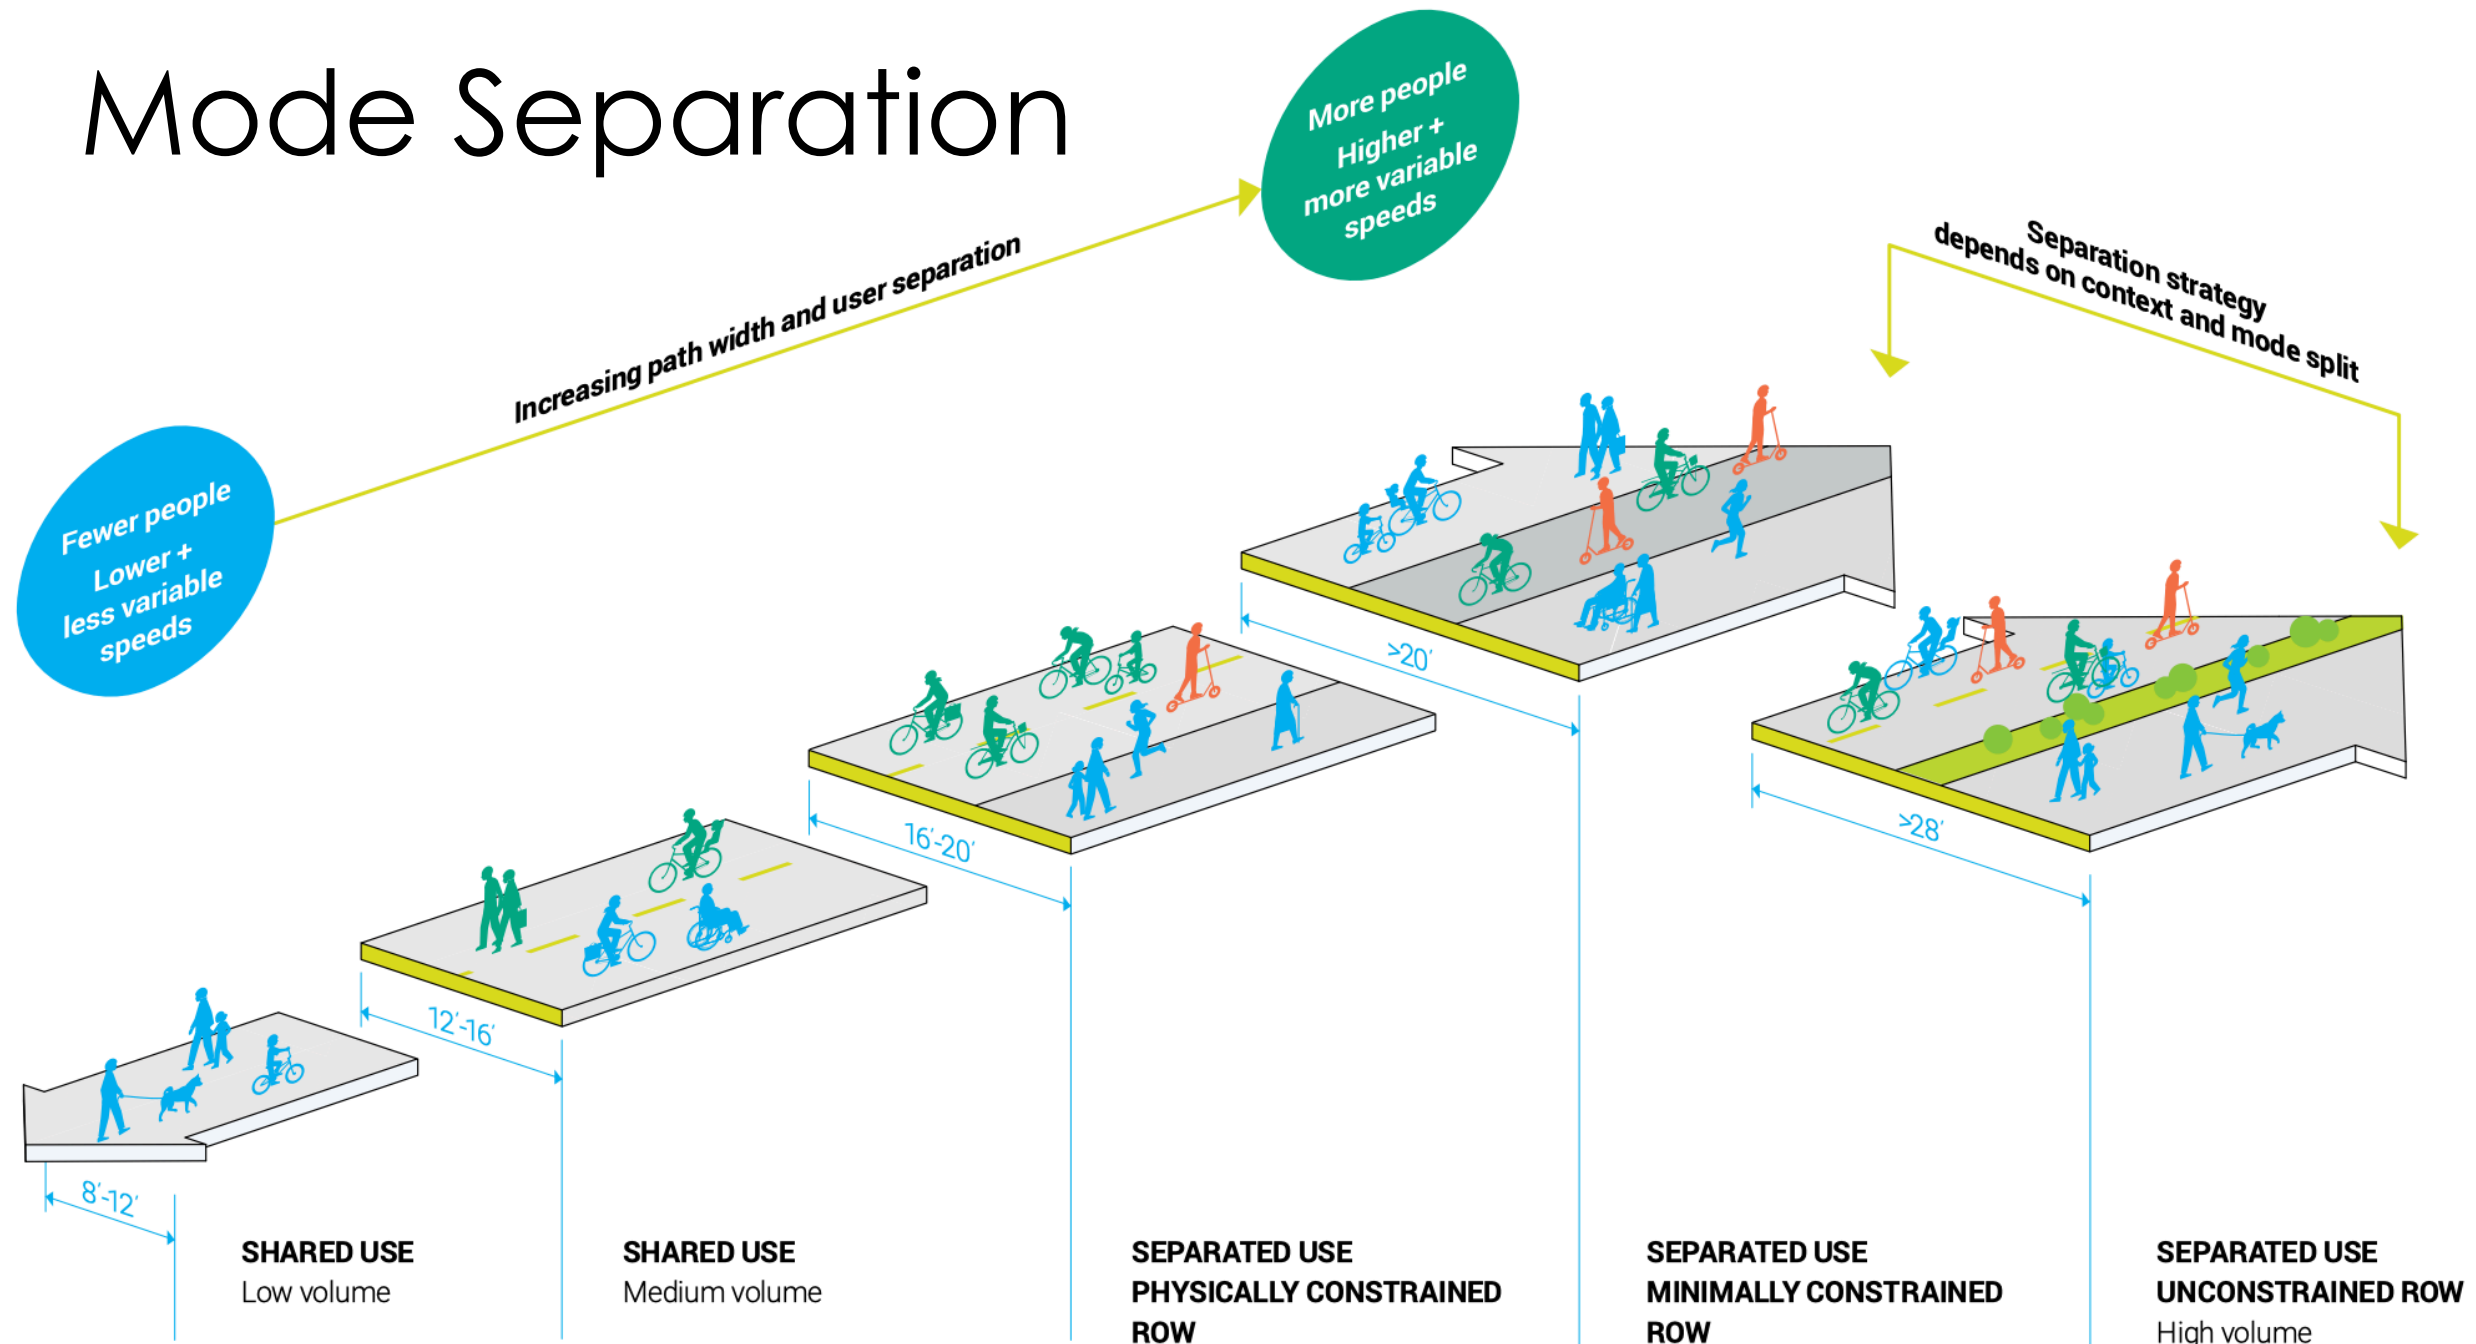 Mode Separation
More people
Higher +
more variable
speeds
Increasing path width and user separation
Separation strategy
depends on context and mode split
Fewer people
Lower +
less variable
speeds
>20'
>28'
16'-20'
12'-16'
8'-12'
SHARED USE
Low volume
SHARED USE
Medium volume
SEPARATED USE
PHYSICALLY CONSTRAINED
ROW
SEPARATED USE
MINIMALLY CONSTRAINED
ROW
SEPARATED USE
UNCONSTRAINED ROW
High volume